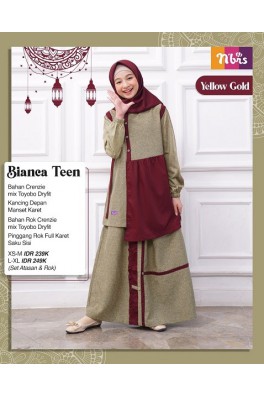 Nbrs
Yellow Gold
Bianca Teen
Bahan Crenzie
mix Toyobo Dryfit
Kancing Depan
Manset Karet
Bahan Rok Crenzie
mix Toyobo Dryfit
Pinggang Rok Full Karet
Saku Sisi
XS-M IDR 239K
L-XL IDR 249K
(Set Atasan & Rok)